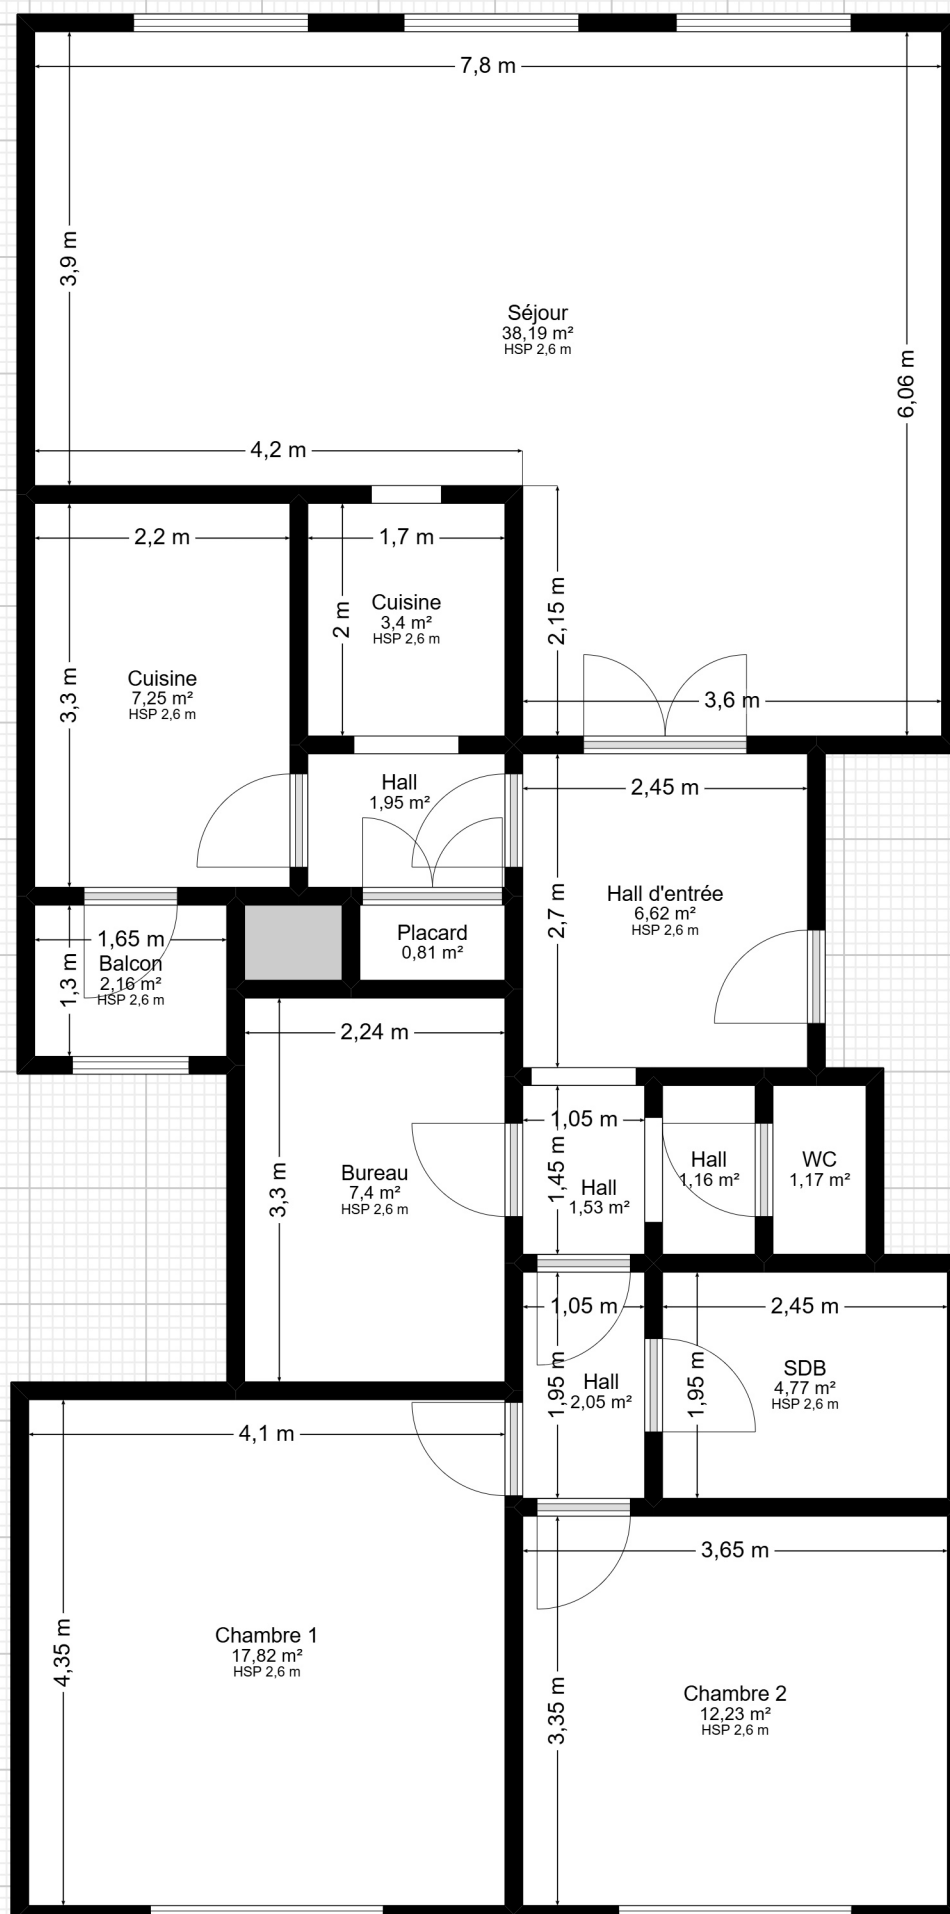 7,8 m
3,9 m
Séjour
38,19 m²
HSP 2,6 m
6,06 m
4,2 m
2,2 m
1,7 m
2,15 m
2 m
Cuisine
3,4 m²
HSP 2,6 m
3,3 m
Cuisine
7,25 m²
HSP 2,6 m
3,6 m
Hall
1,95 m²
2,45 m
Hall d'entrée
6,62 m²
HSP 2,6 m
2,7 m
1,65 m
Balcon
2,16 m²
HSP 2,6 m
1,3 m
Placard
0,81 m²
2,24 m
1,05 m
1,45 m
3,3 m
Bureau
7,4 m²
HSP 2,6 m
Hall
1,53 m²
Hall
1,16 m²
WC
1,17 m²
1,05 m
2,45 m
1,95 m
Hall
2,05 m²
1,95 m
SDB
4,77 m²
HSP 2,6 m
4,1 m
3,65 m
4,35 m
Chambre 1
17,82 m²
HSP 2,6 m
3,35 m
Chambre 2
12,23 m²
HSP 2,6 m